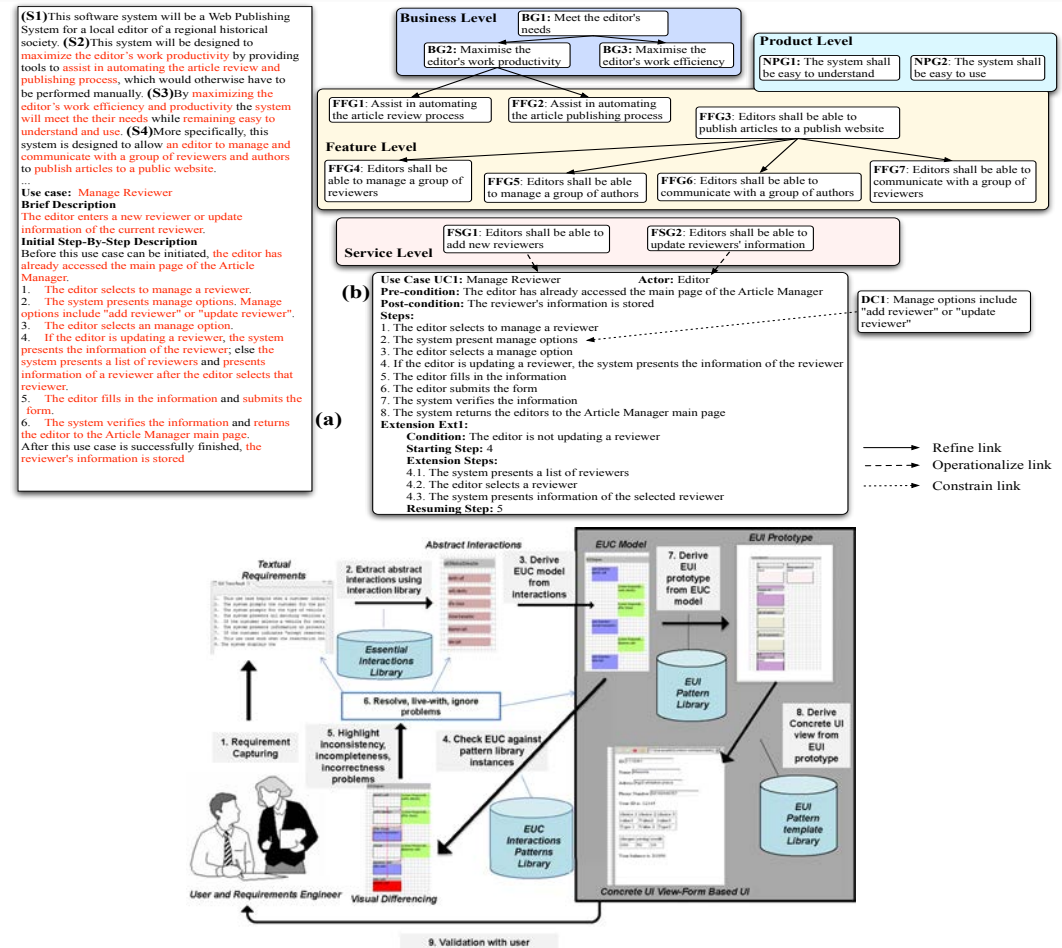 (S1)This software system will be a Web Publishing
System for a local editor of a regional historical
society. (S2)This system will be designed to
maximize the editor's work productivity by providing
tools to assist in automating the article review and
publishing process, which would otherwise have to
be performed manually. (S3)By maximizing the
editor's work efficiency and productivity the system
will meet the their needs while remaining easy to
understand and use. (S4)More specifically, this
system is designed to allow an editor to manage and
communicate with a group of reviewers and authors
to publish articles to a public website.
...
Use case: Manage Reviewer
Brief Description
The editor enters a new reviewer or update
information of the current reviewer.
Initial Step-By-Step Description
Before this use case can be initiated, the editor has
already accessed the main page of the Article
Manager.
1. The editor selects to manage a reviewer.
2. The system presents manage options. Manage
options include "add reviewer" or "update reviewer".
3. The editor selects an manage option.
4. If the editor is updating a reviewer, the system
presents the information of the reviewer; else the
system presents a list of reviewers and presents
information of a reviewer after the editor selects that
reviewer.
5. The editor fills in the information and submits the
form.
6. The system verifies the information and returns
the editor to the Article Manager main page.
After this use case is successfully finished, the
reviewer's information is stored
(a)
Business Level
BG1: Meet the editor's
needs
BG2: Maximise the
editor's work productivity
BG3: Maximise the
editor's work efficiency
Product Level
NPG1: The system shall
be easy to understand
NPG2: The system shall
be easy to use
FFG1: Assist in automating
the article review process
FFG2: Assist in automating
the article publishing process
FFG3: Editors shall be able to
publish articles to a publish website
Feature Level
FFG4: Editors shall be
able to manage a group of
reviewers
FFG5: Editors shall be able
to manage a group of authors
FFG6: Editors shall be able to
communicate with a group of authors
FFG7: Editors shall be able to
communicate with a group of
reviewers
Service Level
FSG1: Editors shall be able to
add new reviewers
FSG2: Editors shall be able to
update reviewers' information
(b)
Use Case UC1: Manage Reviewer Actor: Editor
Pre-condition: The editor has already accessed the main page of the Article Manager
Post-condition: The reviewer's information is stored
Steps:
1. The editor selects to manage a reviewer
2. The system present manage options
3. The editor selects a manage option
4. If the editor is updating a reviewer, the system presents the information of the reviewer
5. The editor fills in the information
6. The editor submits the form
7. The system verifies the information
8. The system returns the editors to the Article Manager main page
Extension Ext1:
Condition: The editor is not updating a reviewer
Starting Step: 4
Extension Steps:
4.1. The system presents a list of reviewers
4.2. The editor selects a reviewer
4.3. The system presents information of the selected reviewer
Resuming Step: 5
DC1: Manage options include
"add reviewer" or "update
reviewer"
Refine link
Operationalize link
Constrain link
Textual
Requirements
2. Extract abstract
interactions using
interaction library
Abstract Interactions
3. Derive
EUC model
from
interactions
EUC Model
7. Derive
EUI
prototype
from EUC
model
EUI Prototype
Essential
Interactions
Library
6. Resolve, live-with, ignore
problems
EUI
Pattern
Library
8. Derive
Concrete UI
view from
EUI
prototype
1. Requirement
Capturing
5. Highlight
inconsistency,
incompleteness,
incorrectness
problems
4. Check EUC against
pattern library
instances
EUC
Interactions
Patterns
Library
EUI
Pattern
template
Library
User and Requirements Engineer
Visual Differencing
Concrete UI View-Form Based UI
9. Validation with user